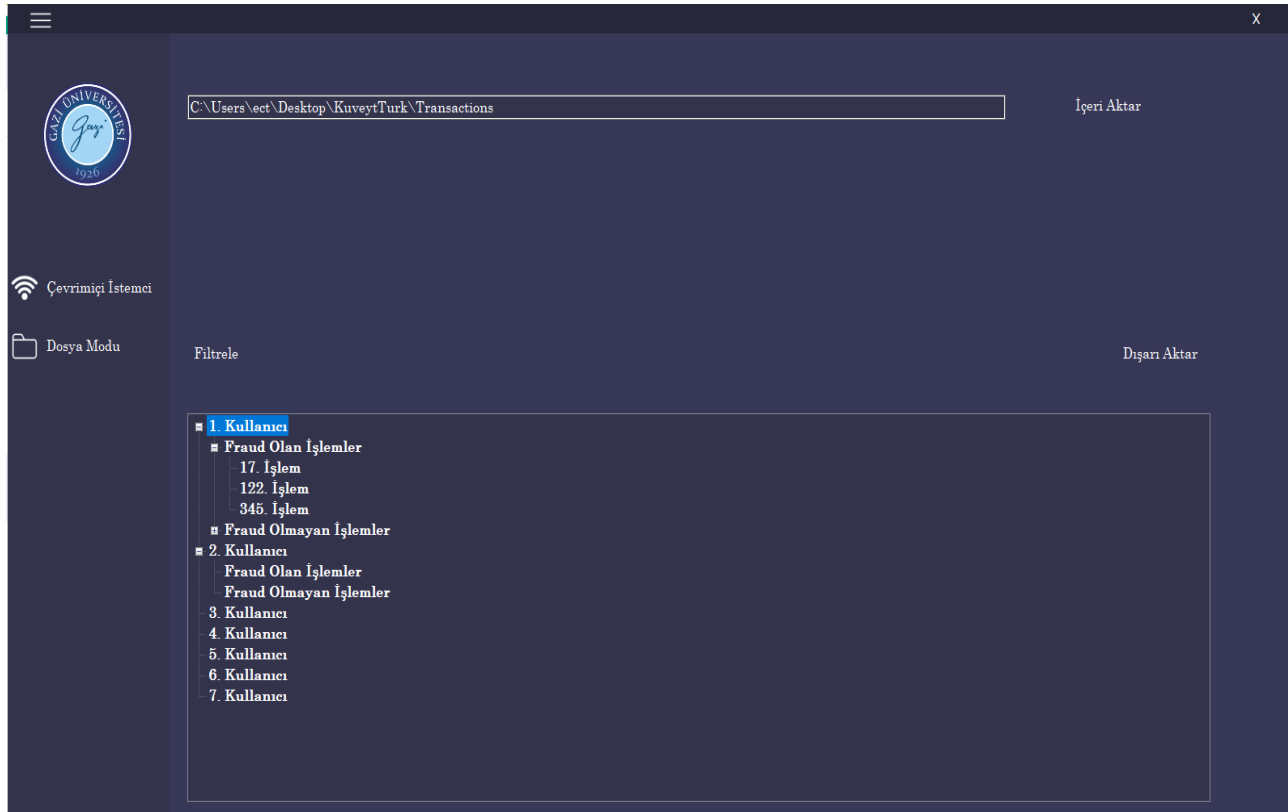 X
GAZİ ÜNİVERSİTESİ
gazi
1926
C:\Users\ect\Desktop\KuveytTurk\Transactions
İçeri Aktar
Çevrimiçi İstemci
Dosya Modu
Filtrele
Dışarı Aktar
1. Kullanıcı
Fraud Olan İşlemler
17. İşlem
122. İşlem
345. İşlem
Fraud Olmayan İşlemler
2. Kullanıcı
Fraud Olan İşlemler
Fraud Olmayan İşlemler
3. Kullanıcı
4. Kullanıcı
5. Kullanıcı
6. Kullanıcı
7. Kullanıcı